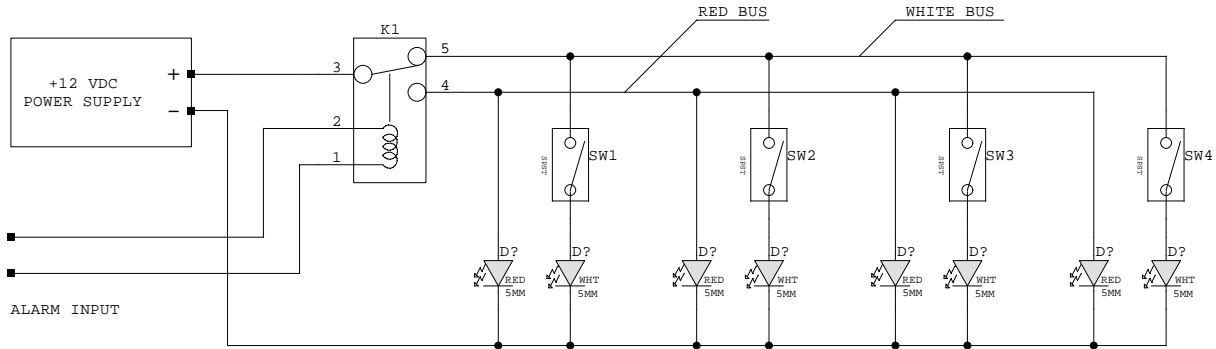 RED BUS
WHITE BUS
K1
+12 VDC
POWER SUPPLY
+
−
3
5
4
2
1
SPST
SW1
SPST
SW2
SPST
SW3
SPST
SW4
D?
RED
5MM
D?
WHT
5MM
D?
RED
5MM
D?
WHT
5MM
D?
RED
5MM
D?
WHT
5MM
D?
RED
5MM
D?
WHT
5MM
ALARM INPUT